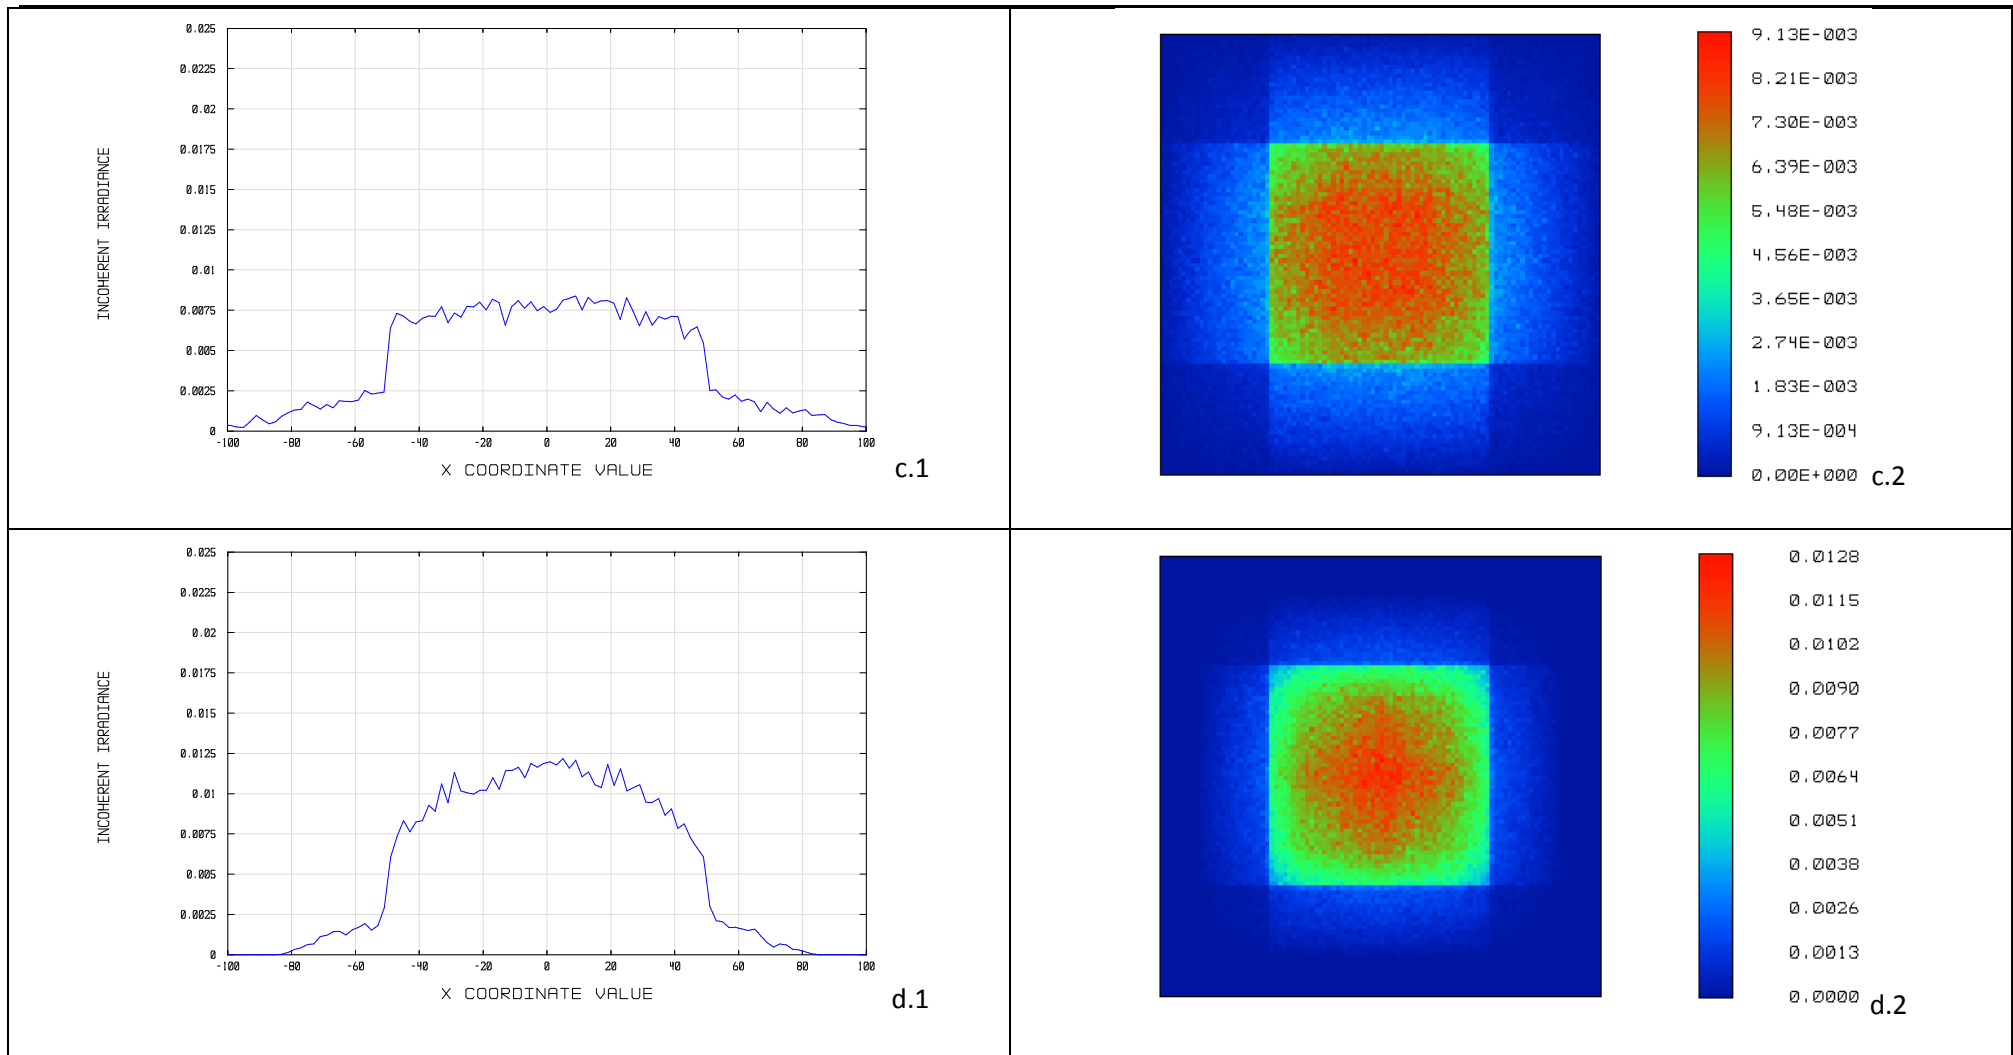 0.025
0.0225
0.02
0.0175
0.015
0.0125
0.01
0.0075
0.005
0.0025
0
INCOHERENT IRRADIANCE
-100 -80 -60 -40 -20 0 20 40 60 80 100
X COORDINATE VALUE
c.1
9.13E-003
8.21E-003
7.30E-003
6.39E-003
5.48E-003
4.56E-003
3.65E-003
2.74E-003
1.83E-003
9.13E-004
0.00E+000
c.2
0.025
0.0225
0.02
0.0175
0.015
0.0125
0.01
0.0075
0.005
0.0025
0
INCOHERENT IRRADIANCE
-100 -80 -60 -40 -20 0 20 40 60 80 100
X COORDINATE VALUE
d.1
0.0128
0.0115
0.0102
0.0090
0.0077
0.0064
0.0051
0.0038
0.0026
0.0013
0.0000
d.2